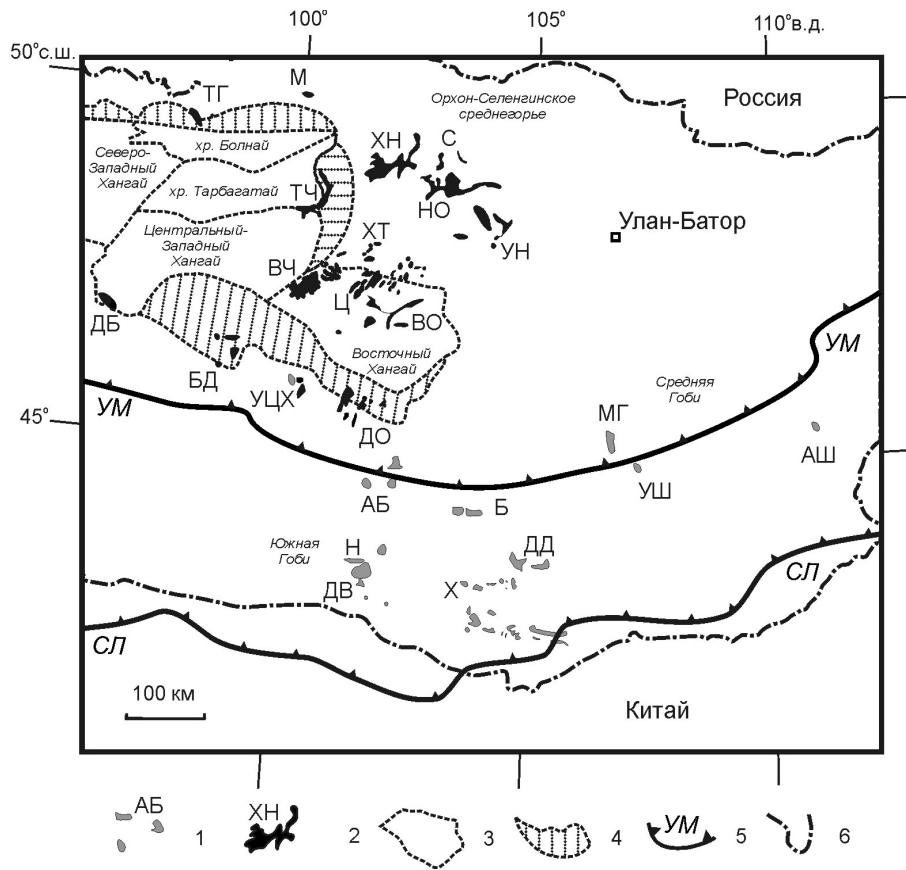 100°
105°
110°в.д.
50°с.ш.
М
ТГ
Орхон-Селенгинское
среднегорье
Россия
хр. Болнай
ХН
С
Северо-
Западный
Хангай
хр. Тарбагатай
ТЧ
НО
Улан-Батор
Центральный-
Западный
Хангай
ХТ
УН
ВЧ
Ц
ВО
ДБ
Восточный
Хангай
УМ
БД
УЦХ
Средняя
Гоби
УМ
45°
ДО
МГ
АШ
АБ
Б
УШ
Южная
Гоби
Н
ДД
ДВ
Х
СЛ
СЛ
100 км
Китай
АБ
1
ХН
2
3
4
УМ
5
6